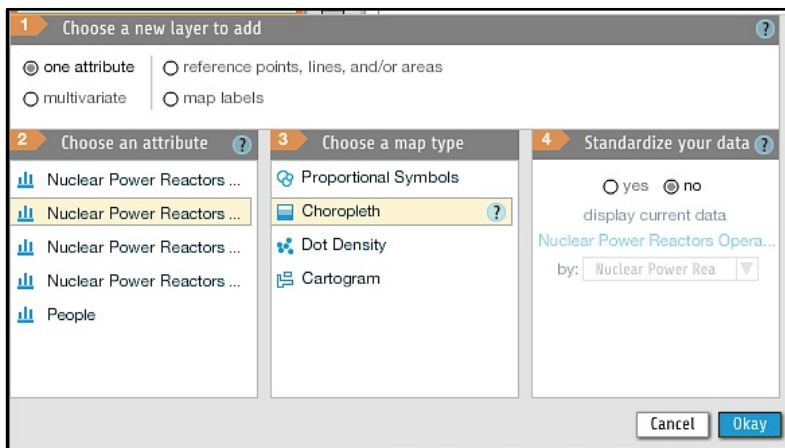 1 Choose a new layer to add ?
one attribute reference points, lines, and/or areas
multivariate map labels
2 Choose an attribute ?
Nuclear Power Reactors ...
Nuclear Power Reactors ...
Nuclear Power Reactors ...
Nuclear Power Reactors ...
People
3 Choose a map type
Proportional Symbols
Choropleth ?
Dot Density
Cartogram
4 Standardize your data ?
yes no
display current data
Nuclear Power Reactors Opera...
by: Nuclear Power Rea
Cancel Okay